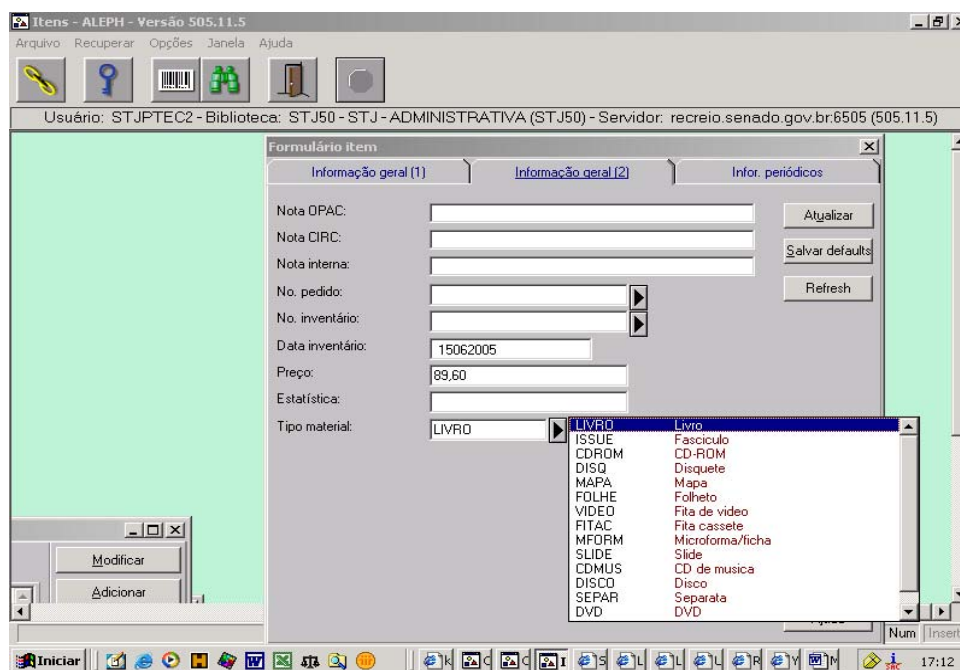 Itens - ALEPH - Versão 505.11.5
Arquivo Recuperar Opções Janela Ajuda
Usuário: STJPTEC2 - Biblioteca: STJ50 - STJ - ADMINISTRATIVA (STJ50) - Servidor: recreio.senado.gov.br:6505 (505.11.5)
Formulário item
Informação geral (1) Informação geral (2) Infor. periódicos
Nota OPAC: Atualizar
Nota CIRC:
Salvar defaults
Nota interna:
No. pedido: Refresh
No. inventário:
Data inventário: 15062005
Preço: 89,60
Estatística:
Tipo material: LIVRO
LIVRO Livro
ISSUE Fasciculo
CDROM CD-ROM
DISQ Disquete
MAPA Mapa
FOLHE Folheto
VIDEO Fita de video
FITAC Fita cassete
MFORM Microforma/ficha
SLIDE Slide
CDMUS CD de musica
DISCO Disco
SEPAR Separata
DVD DVD
Modificar
Adicionar
Num Insert
Iniciar 17:12